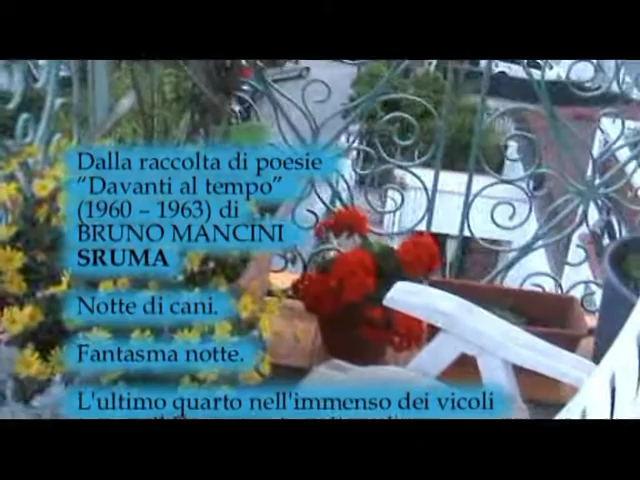 Dalla raccolta di poesie
“Davanti al tempo”
(1960 – 1963) di
BRUNO MANCINI
SRUMA
Notte di cani.
Fantasma notte.
L'ultimo quarto nell'immenso dei vicoli